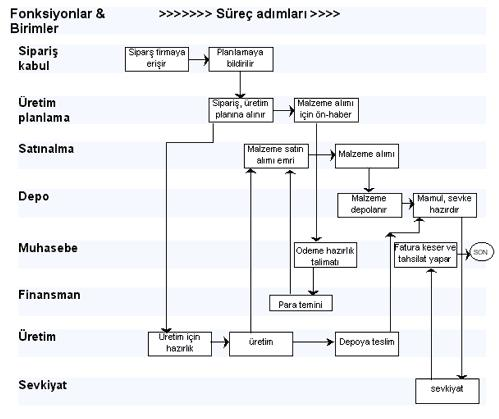 Fonksiyonlar & >>>>>>> Süreç adımları >>>>
Birimler
Sipariş
kabul
Sipariş firmaya
erişir
Planlamaya
bildirilir
Üretim
planlama
Sipariş, üretim
planına alınır
Malzeme alımı
için ön-haber
Satınalma
Malzeme satın
alımı emri
Malzeme alımı
Depo
Malzeme
depolanır
Mamul, sevke
hazırdır
Muhasebe
Ödeme hazırlık
talimatı
Fatura keser ve
tahsilat yapar
SON
Finansman
Para temini
Üretim
Üretim için
hazırlık
üretim
Depoya teslim
Sevkiyat
sevkiyat